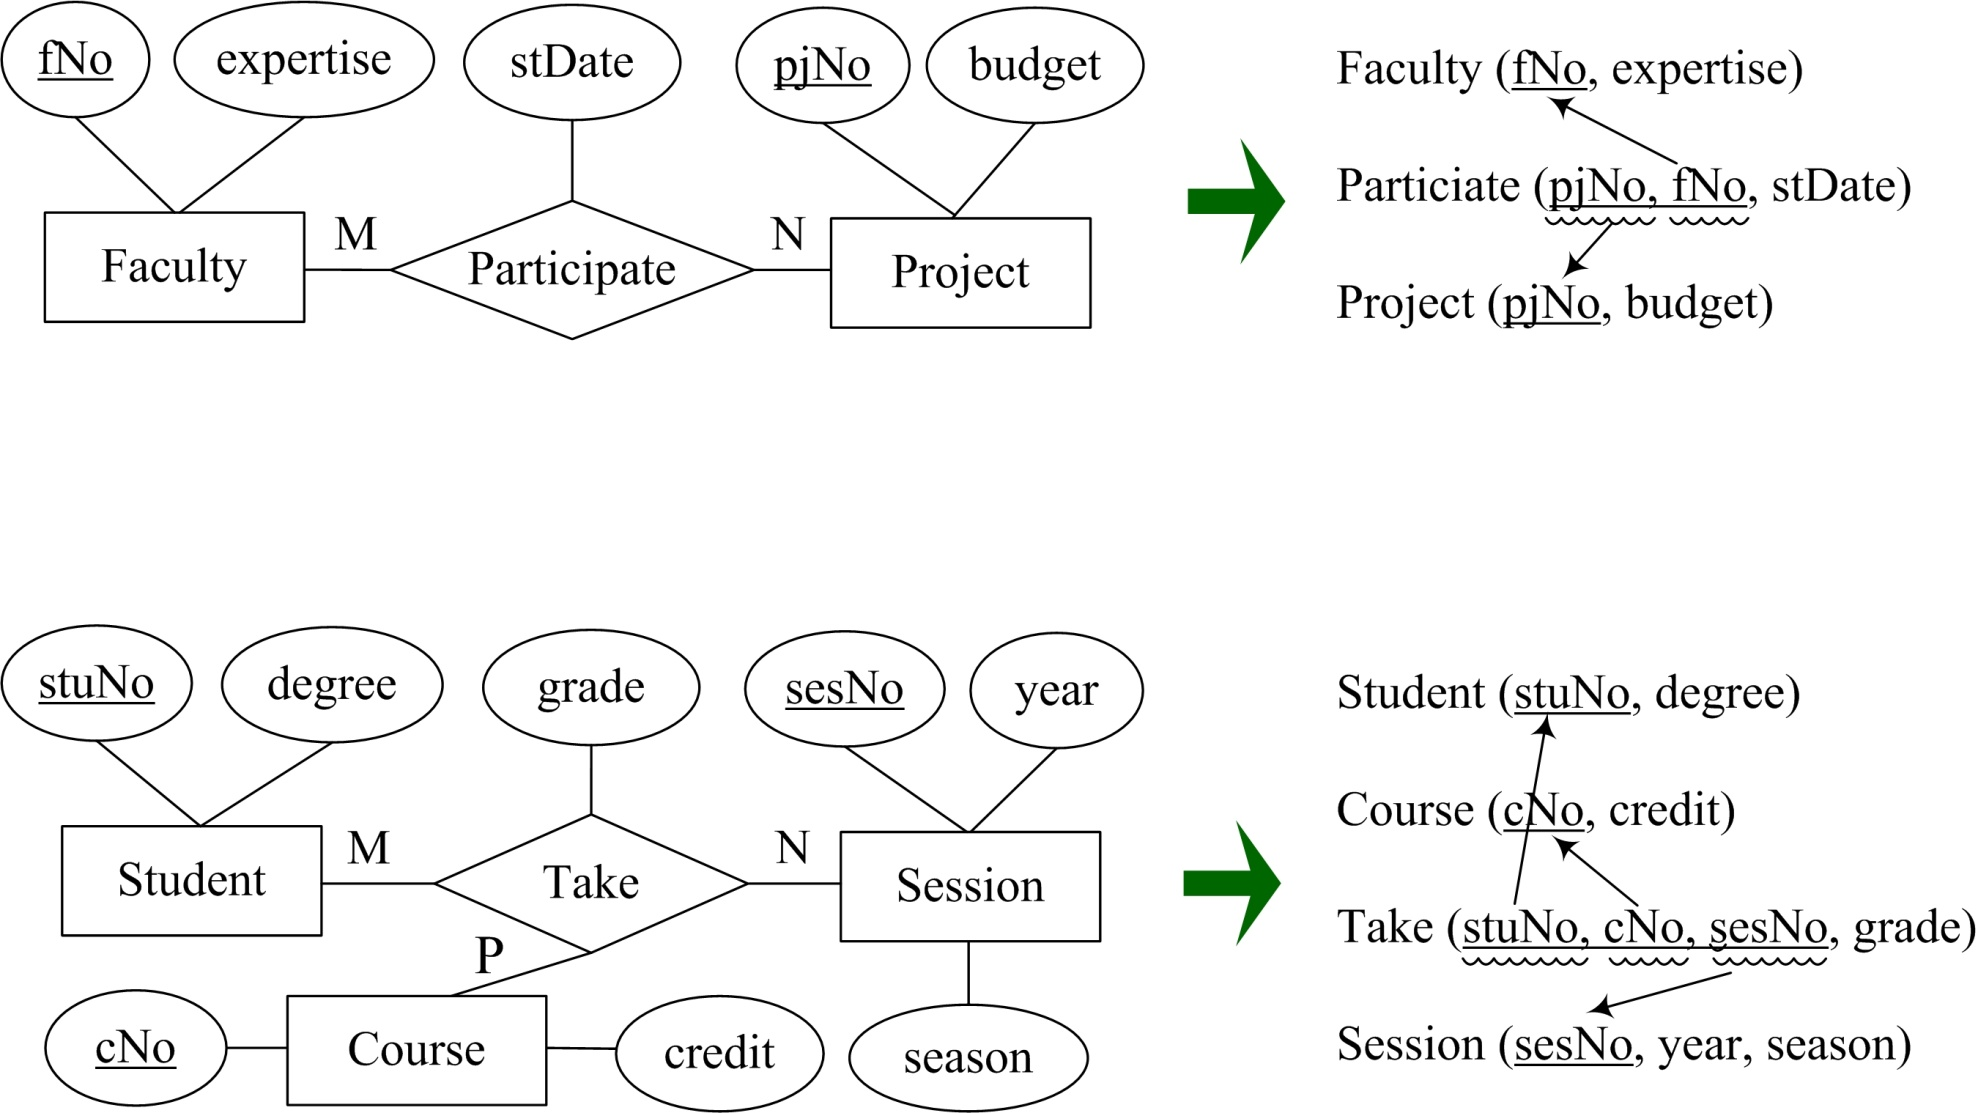 fNo
expertise
stDate
pjNo
budget
Faculty
M
Participate
N
Project
Faculty (fNo, expertise)
Particiate (pjNo, fNo, stDate)
Project (pjNo, budget)
stuNo
degree
grade
sesNo
year
Student
M
Take
N
Session
P
cNo
Course
credit
season
Student (stuNo, degree)
Course (cNo, credit)
Take (stuNo, cNo, sesNo, grade)
Session (sesNo, year, season)